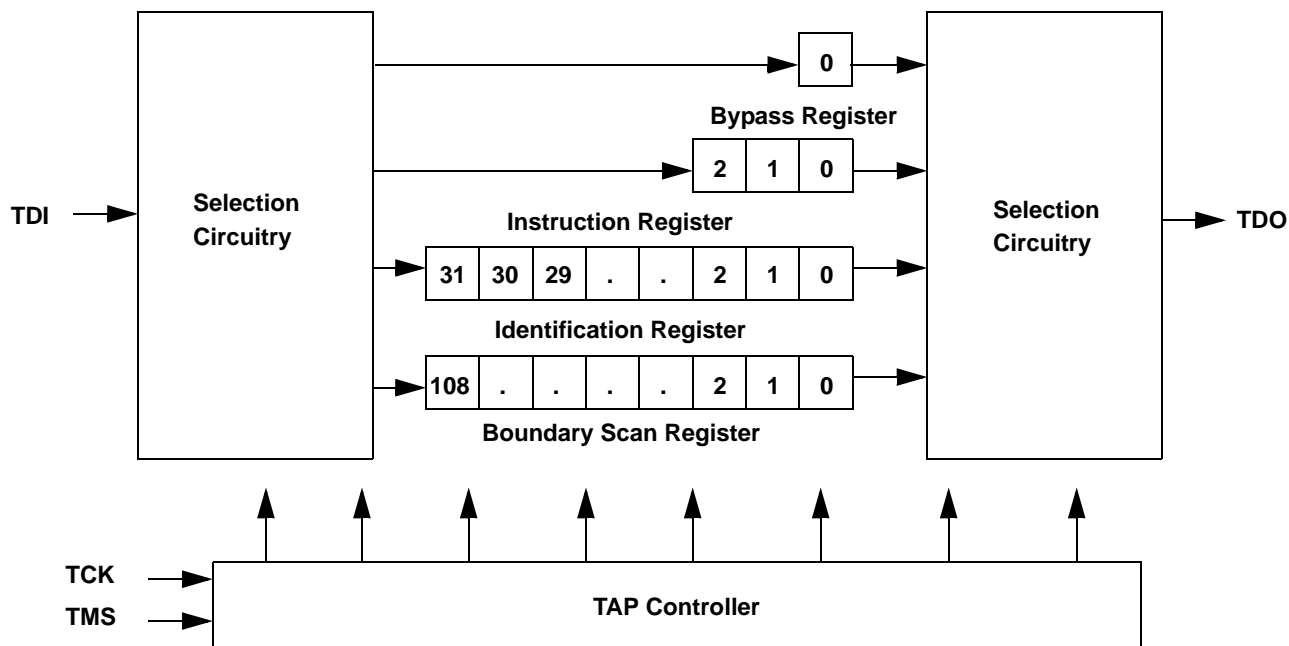 0
Bypass Register
2 1 0
TDI
Selection
Circuitry
Instruction Register
Selection
Circuitry
TDO
31 30 29 . . 2 1 0
Identification Register
108 . . . . 2 1 0
Boundary Scan Register
TCK
TMS
TAP Controller